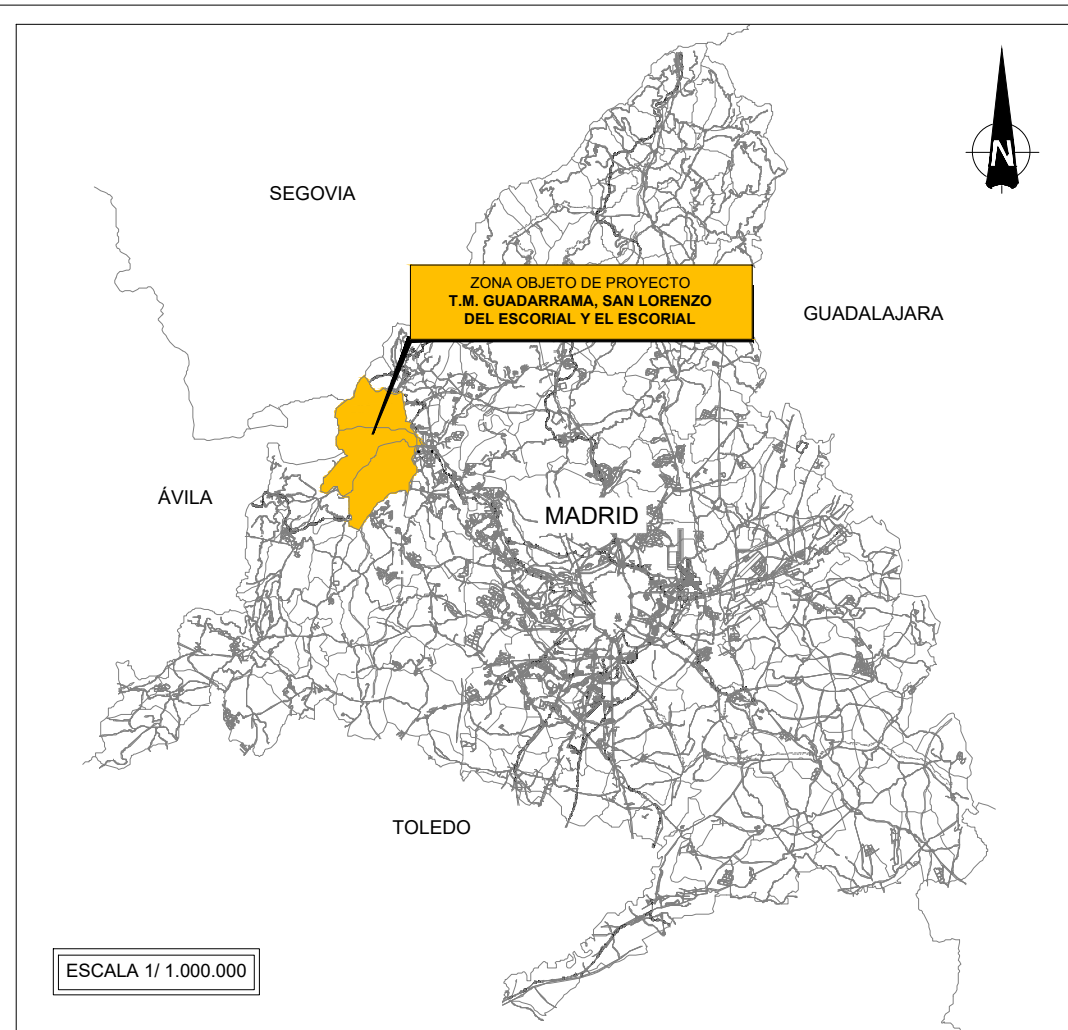 N
SEGOVIA
ZONA OBJETO DE PROYECTO
T.M. GUADARRAMA, SAN LORENZO
DEL ESCORIAL Y EL ESCORIAL
GUADALAJARA
ÁVILA
MADRID
TOLEDO
ESCALA 1/ 1.000.000